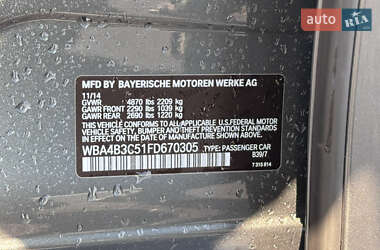 auto RIA.com
MFD BY BAYERISCHE MOTOREN WERKE AG
11/14
GVWR 4870 lbs 2209 kg
GAWR FRONT 2290 lbs 1039 kg
GAWR REAR 2690 lbs 1220 kg
THIS VEHICLE CONFORMS TO ALL
APPLICABLE U.S.FEDERAL MOTOR
VEHICLE SAFETY, BUMPER, AND
THEFT PREVENTION STANDARDS
IN EFFECT ON THE DATE OF
MANUFACTURE SHOWN ABOVE.
WBA4B3C51FD670305 TYPE: PASSENGER CAR
B39/7
7 315 814